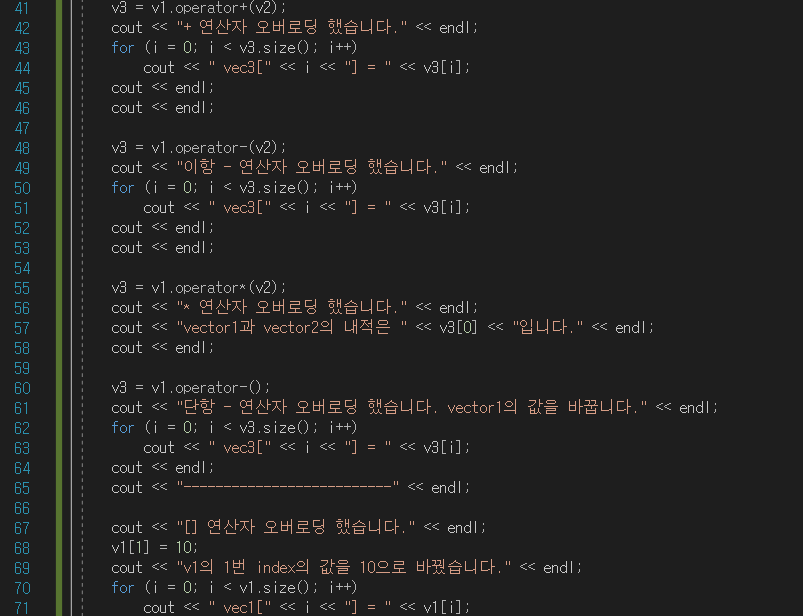 41 v3 = v1.operator+(v2);
42 cout << "+ 연산자 오버로딩 했습니다." << endl;
43 for (i = 0; i < v3.size(); i++)
44 cout << " vec3[" << i << "] = " << v3[i];
45 cout << endl;
46 cout << endl;
47
48 v3 = v1.operator-(v2);
49 cout << "이항 - 연산자 오버로딩 했습니다." << endl;
50 for (i = 0; i < v3.size(); i++)
51 cout << " vec3[" << i << "] = " << v3[i];
52 cout << endl;
53 cout << endl;
54
55 v3 = v1.operator*(v2);
56 cout << "* 연산자 오버로딩 했습니다." << endl;
57 cout << "vector1과 vector2의 내적은 " << v3[0] << "입니다." << endl;
58 cout << endl;
59
60 v3 = v1.operator-();
61 cout << "단항 - 연산자 오버로딩 했습니다. vector1의 값을 바꿉니다." << endl;
62 for (i = 0; i < v3.size(); i++)
63 cout << " vec3[" << i << "] = " << v3[i];
64 cout << endl;
65 cout << "--------------------------" << endl;
66
67 cout << "[] 연산자 오버로딩 했습니다." << endl;
68 v1[1] = 10;
69 cout << "v1의 1번 index의 값을 10으로 바꿨습니다." << endl;
70 for (i = 0; i < v1.size(); i++)
71 cout << " vec1[" << i << "] = " << v1[i];